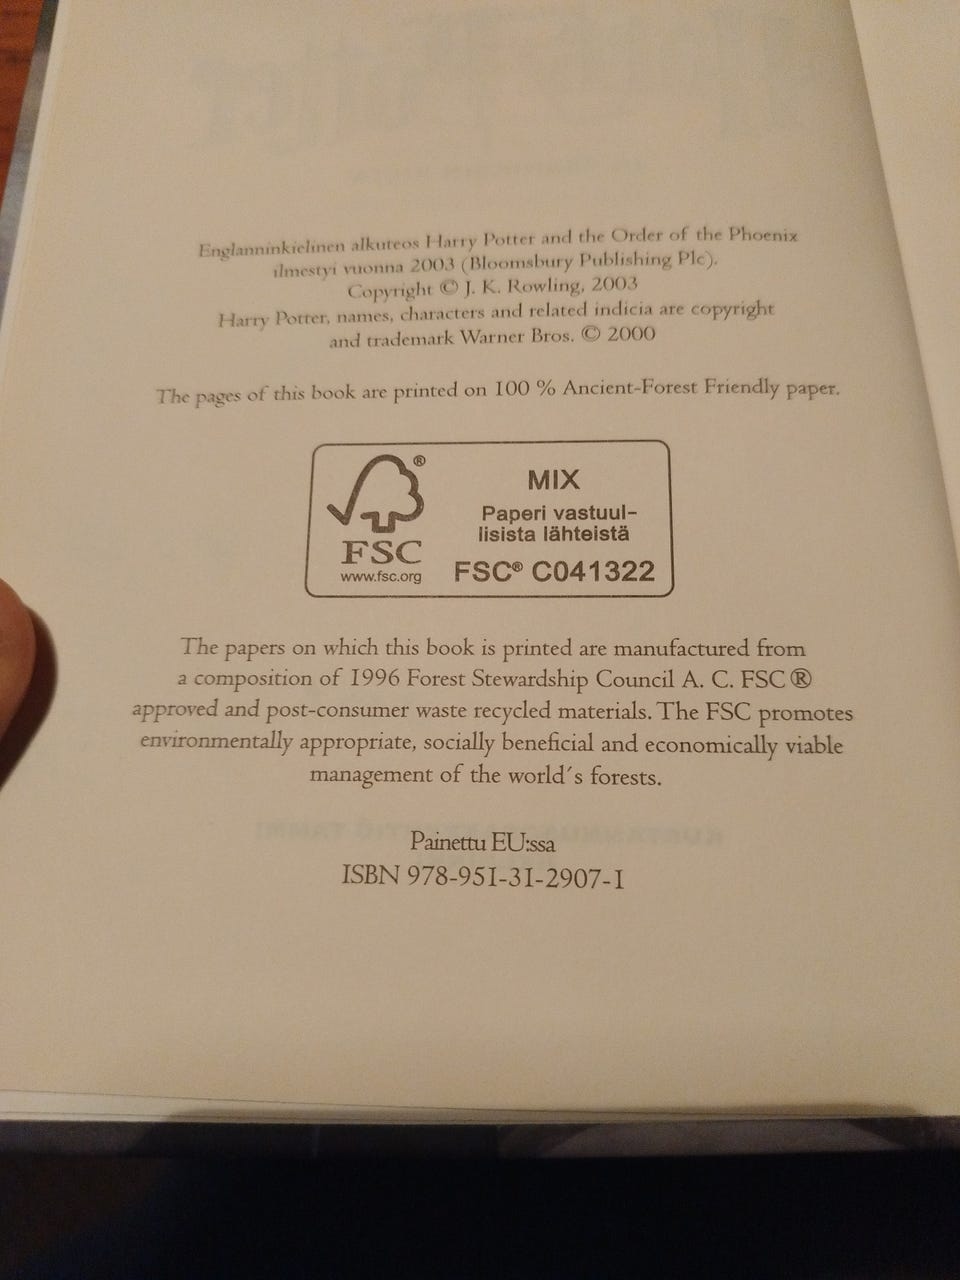 Englanninkielinen alkuteos Harry Potter and the Order of the Phoenix
ilmestyi vuonna 2003 (Bloomsbury Publishing Plc).
Copyright © J. K. Rowling, 2003
Harry Potter, names, characters and related indicia are copyright
and trademark Warner Bros. © 2000
The pages of this book are printed on 100 % Ancient-Forest Friendly paper.
®
FSC
www.fsc.org
MIX
Paperi vastuul-
lisista lähteistä
FSC® C041322
The papers on which this book is printed are manufactured from
a composition of 1996 Forest Stewardship Council A. C. FSC ®
approved and post-consumer waste recycled materials. The FSC promotes
environmentally appropriate, socially beneficial and economically viable
management of the world´s forests.
Painettu EU:ssa
ISBN 978-951-31-2907-1